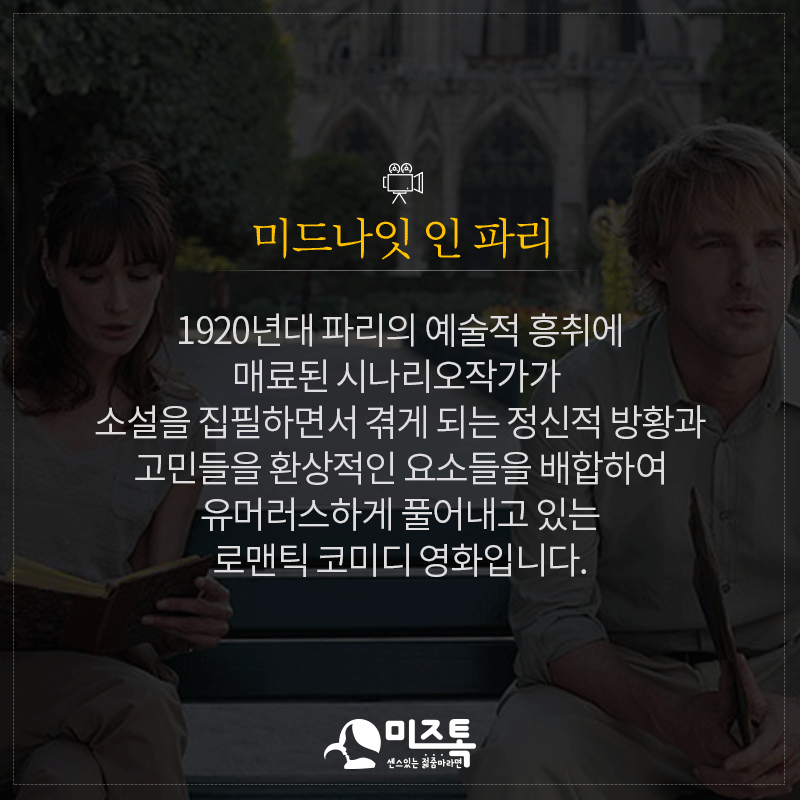 미드나잇 인 파리
1920년대 파리의 예술적 흥취에
매료된 시나리오작가가
소설을 집필하면서 겪게 되는 정신적 방황과
고민들을 환상적인 요소들을 배합하여
유머러스하게 풀어내고 있는
로맨틱 코미디 영화입니다.
미즈톡
센스있는 젊줌마라면